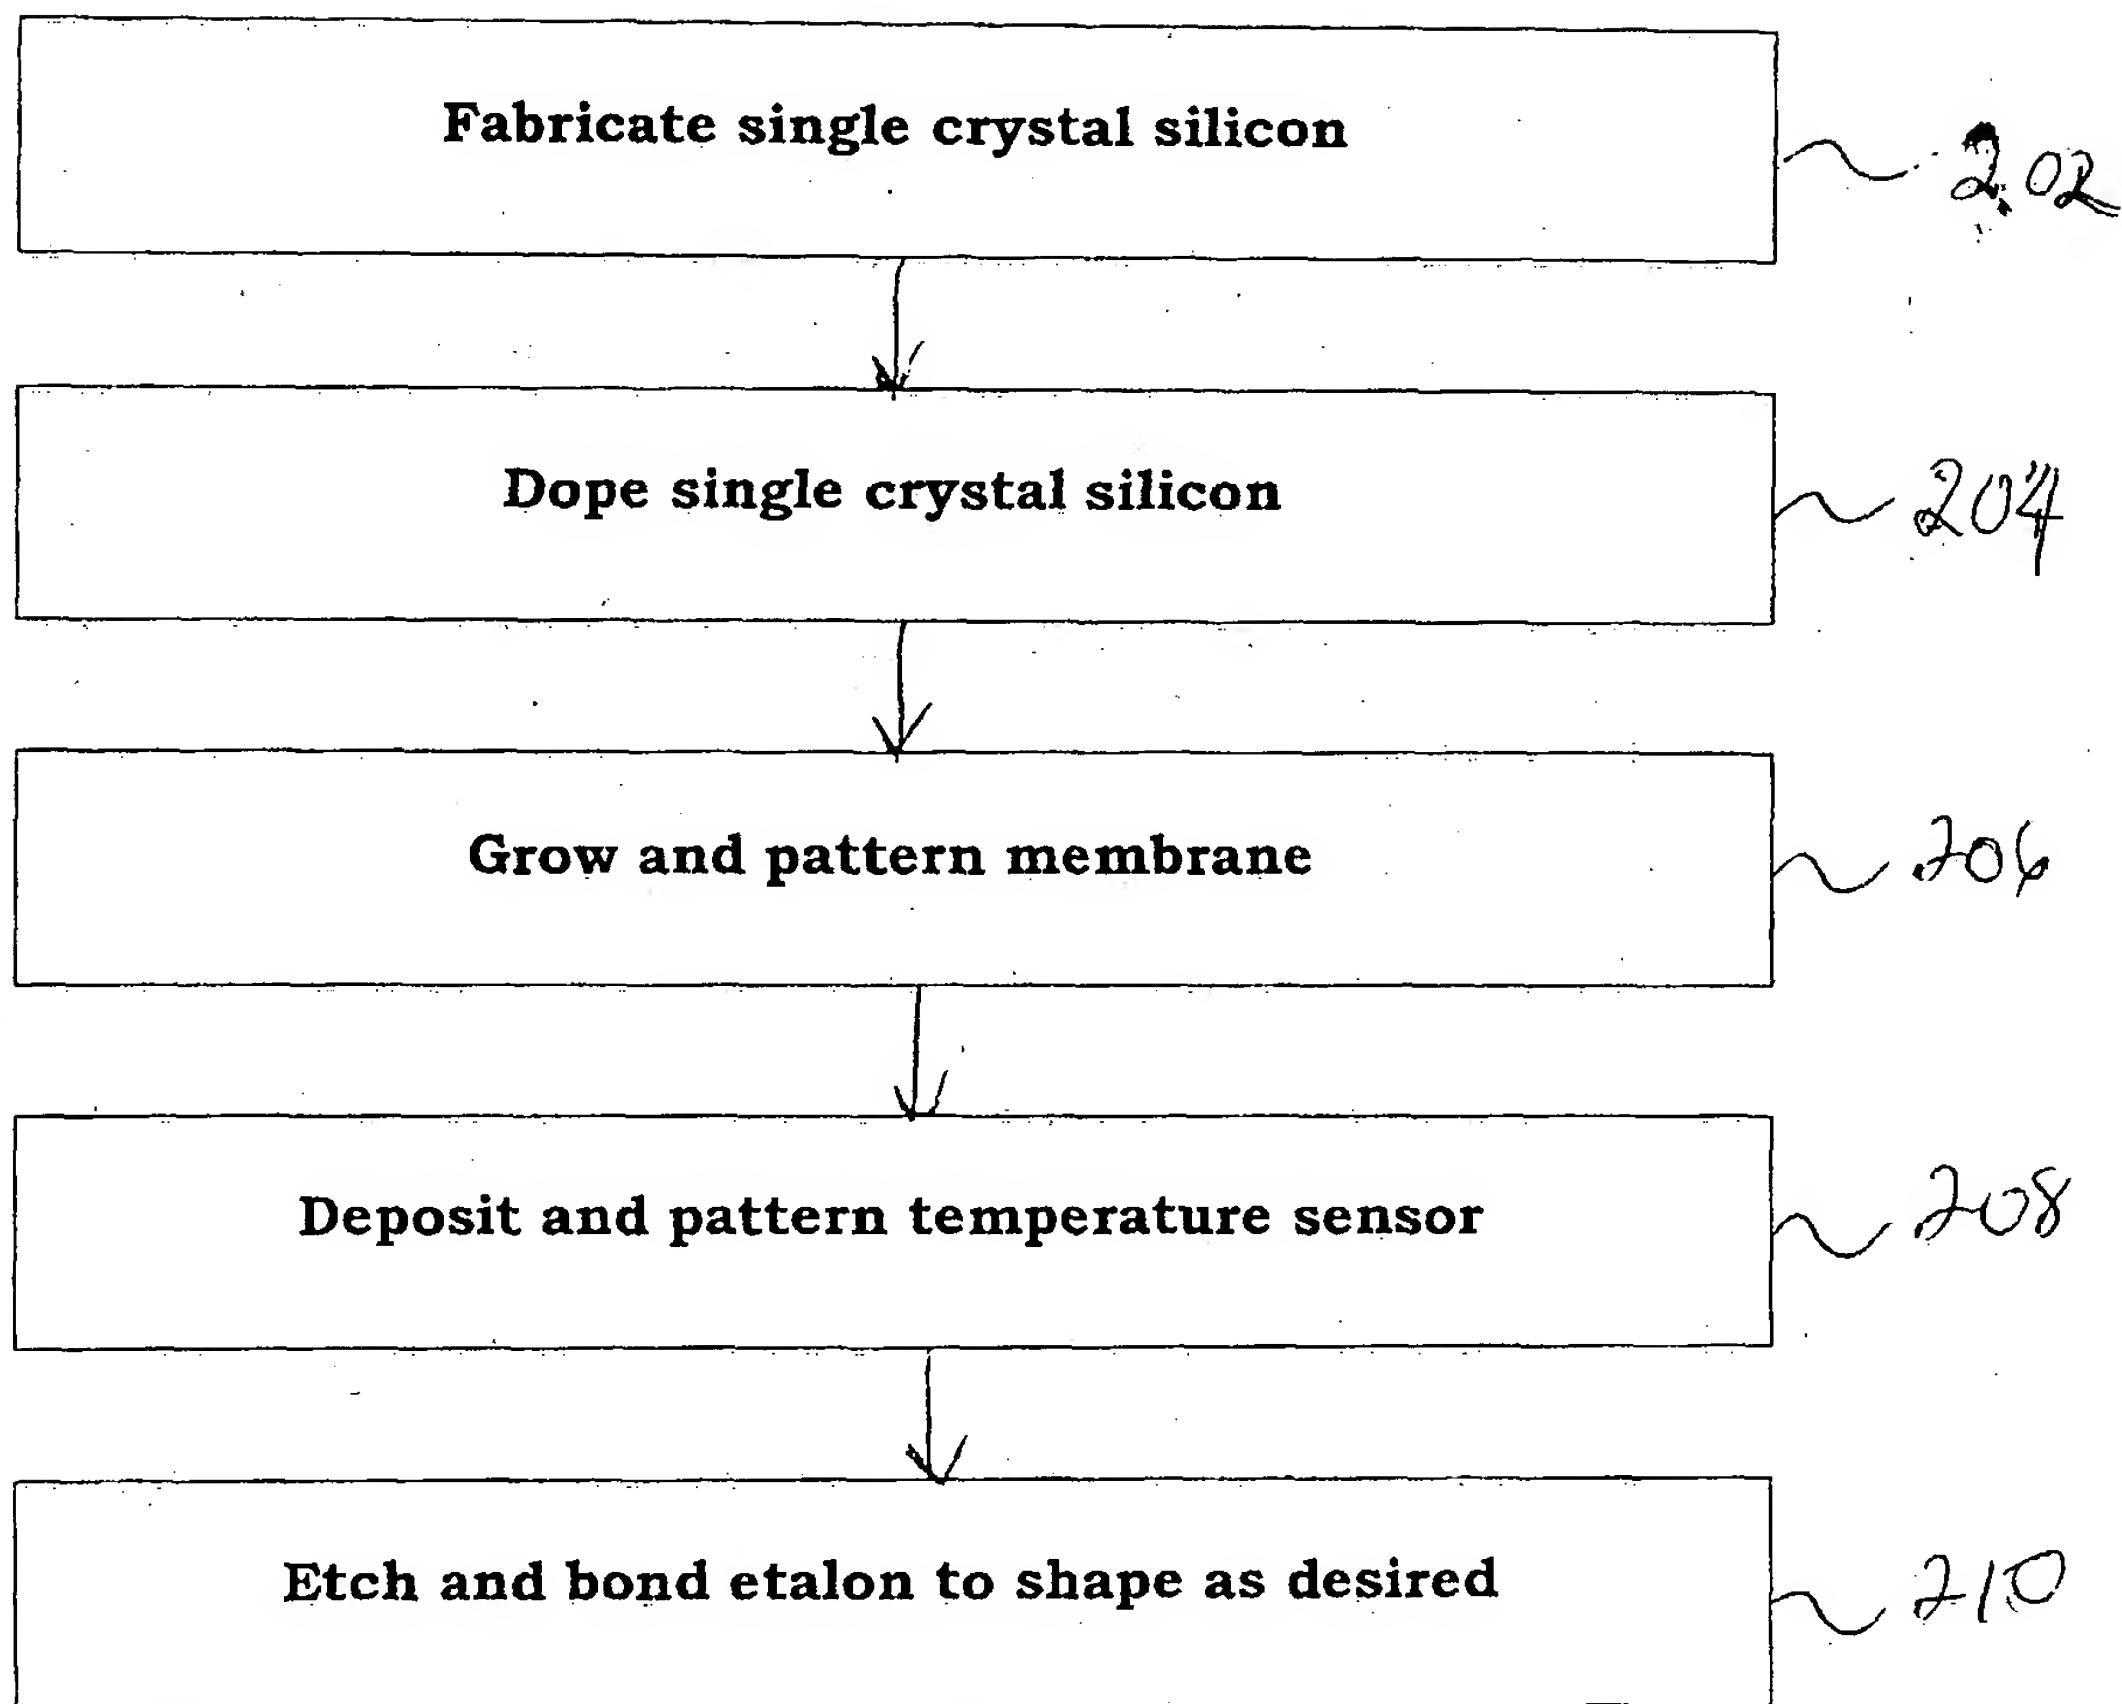 Fabricate single crystal silicon
202
Dope single crystal silicon
204
Grow and pattern membrane
206
Deposit and pattern temperature sensor
208
Etch and bond etalon to shape as desired
210